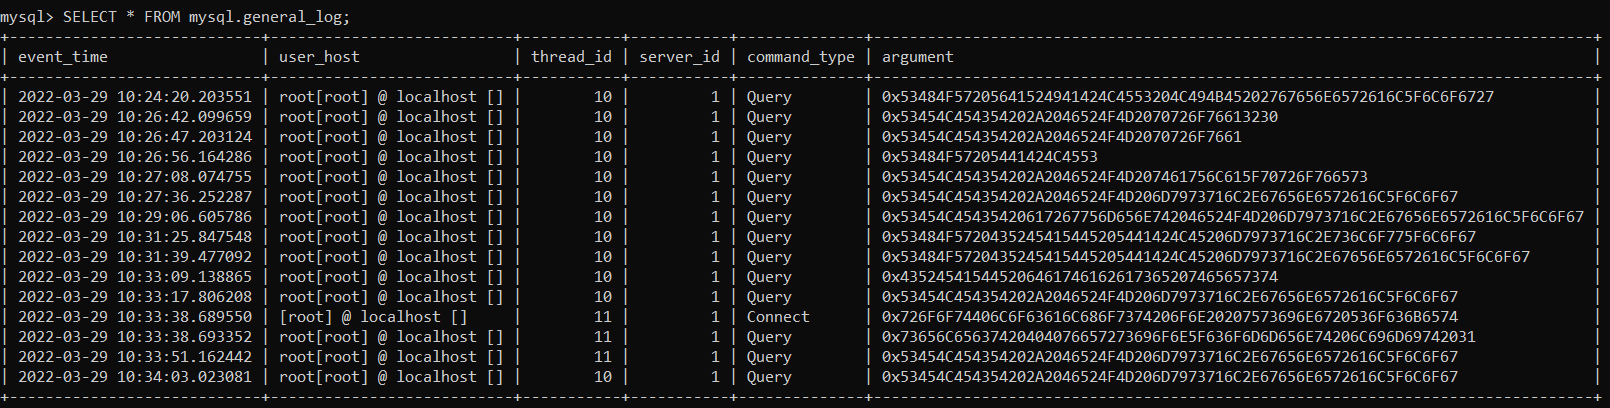 mysql> SELECT * FROM mysql.general_log;
+----------------------------+---------------------------+-----------+-----------+--------------+--------------------------------------------------------------------------------+
| event_time                 | user_host                 | thread_id | server_id | command_type | argument                                                                       |
+----------------------------+---------------------------+-----------+-----------+--------------+--------------------------------------------------------------------------------+
| 2022-03-29 10:24:20.203551 | root[root] @ localhost [] |        10 |         1 | Query        | 0x53484F57205641524941424C4553204C494B45202767656E6572616C5F6C6F6727           |
| 2022-03-29 10:26:42.099659 | root[root] @ localhost [] |        10 |         1 | Query        | 0x53454C454354202A2046524F4D2070726F76613230                                   |
| 2022-03-29 10:26:47.203124 | root[root] @ localhost [] |        10 |         1 | Query        | 0x53454C454354202A2046524F4D2070726F7661                                       |
| 2022-03-29 10:26:56.164286 | root[root] @ localhost [] |        10 |         1 | Query        | 0x53484F57205441424C4553                                                       |
| 2022-03-29 10:27:08.074755 | root[root] @ localhost [] |        10 |         1 | Query        | 0x53454C454354202A2046524F4D207461756C615F70726F766573                         |
| 2022-03-29 10:27:36.252287 | root[root] @ localhost [] |        10 |         1 | Query        | 0x53454C454354202A2046524F4D206D7973716C2E67656E6572616C5F6C6F67               |
| 2022-03-29 10:29:06.605786 | root[root] @ localhost [] |        10 |         1 | Query        | 0x53454C45435420617267756D656E742046524F4D206D7973716C2E67656E6572616C5F6C6F67 |
| 2022-03-29 10:31:25.847548 | root[root] @ localhost [] |        10 |         1 | Query        | 0x53484F5720435245415445205441424C45206D7973716C2E736C6F775F6C6F67             |
| 2022-03-29 10:31:39.477092 | root[root] @ localhost [] |        10 |         1 | Query        | 0x53484F5720435245415445205441424C45206D7973716C2E67656E6572616C5F6C6F67       |
| 2022-03-29 10:33:09.138865 | root[root] @ localhost [] |        10 |         1 | Query        | 0x435245415445206461746162617365207465657374                                   |
| 2022-03-29 10:33:17.806208 | root[root] @ localhost [] |        10 |         1 | Query        | 0x53454C454354202A2046524F4D206D7973716C2E67656E6572616C5F6C6F67               |
| 2022-03-29 10:33:38.689550 | [root] @ localhost []     |        11 |         1 | Connect      | 0x726F6F74406C6F63616C686F7374206F6E20207573696E6720536F636B6574               |
| 2022-03-29 10:33:38.693352 | root[root] @ localhost [] |        11 |         1 | Query        | 0x73656C65637420404076657273696F6E5F636F6D6D656E74206C696D69742031             |
| 2022-03-29 10:33:51.162442 | root[root] @ localhost [] |        11 |         1 | Query        | 0x53454C454354202A2046524F4D206D7973716C2E67656E6572616C5F6C6F67               |
| 2022-03-29 10:34:03.023081 | root[root] @ localhost [] |        10 |         1 | Query        | 0x53454C454354202A2046524F4D206D7973716C2E67656E6572616C5F6C6F67               |
+----------------------------+---------------------------+-----------+-----------+--------------+--------------------------------------------------------------------------------+